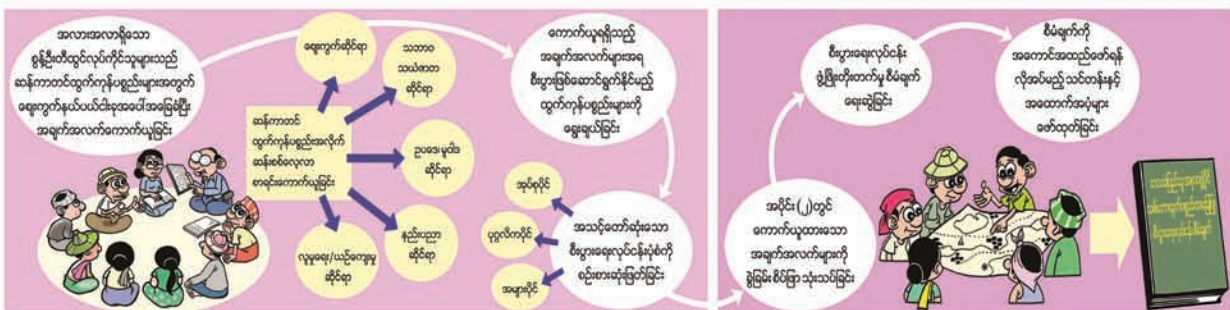 အလားအလာရှိသော
စွန့်ဦးတီထွင်လုပ်ကိုင်သူများသည်
ဆန်ကာတင်ထွက်ကုန်ပစ္စည်းများအတွက်
ဈေးကွက်နယ်ပယ်ငါးခုအပေါ်အခြေခံပြီး
အချက်အလက်ကောက်ယူခြင်း
ဈေးကွက်ဆိုင်ရာ
သဘာဝ
သယံဇာတ
ဆိုင်ရာ
ဆန်ကာတင်
ထွက်ကုန်ပစ္စည်းအလိုက်
ဆန်းစစ်လေ့လာ
စာရင်းကောက်ယူခြင်း
ဥပဒေ၊မူဝါဒ
ဆိုင်ရာ
နည်းပညာ
ဆိုင်ရာ
လူမှုရေး/ယဉ်ကျေးမှု
ဆိုင်ရာ
ကောက်ယူရရှိသည့်
အချက်အလက်များအရ
စီးပွားဖြစ်ဆောင်ရွက်နိုင်မည့်
ထွက်ကုန်ပစ္စည်းများကို
ရွေးချယ်ခြင်း
အသင့်တော်ဆုံးသော
စီးပွားရေးလုပ်ငန်းပုံစံကို
စဉ်းစားဆုံးဖြတ်ခြင်း
အုပ်စုပိုင်
ပုဂ္ဂလိကပိုင်
အများပိုင်
အပိုင်း (၂) တွင်
ကောက်ယူထားသော
အချက်အလက်များကို
ခွဲခြမ်းစိပ်ဖြာ သုံးသပ်ခြင်း
စီးပွားရေးလုပ်ငန်း
ဖွံ့ဖြိုးတိုးတက်မှု စီမံချက်
ရေးဆွဲခြင်း
စီမံချက်ကို
အကောင်အထည်ဖော်ရန်
လိုအပ်မည့် သင်တန်းနှင့်
အထောက်အပံ့များ
ဖော်ထုတ်ခြင်း